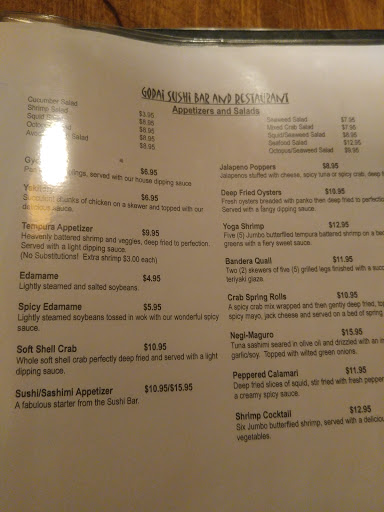 GODAI SUSHI BAR AND RESTAURANT
Appetizers and Salads
Cucumber Salad $3.95
Shrimp Salad $8.95
Squid $8.95
Octopus $8.95
Avoc Salad $8.95
Gyo $6.95
lings, served with our house dipping sauce.
Yaki $6.95
Succulent chunks of chicken on a skewer and topped with our
delicious sauce.
Tempura Appetizer $9.95
Heavenly battered shrimp and veggies, deep fried to perfection.
Served with a light dipping sauce.
(No Substitutions! Extra shrimp $3.00 each)
Edamame $4.95
Lightly steamed and salted soybeans.
Spicy Edamame $5.95
Lightly steamed soybeans tossed in wok with our wonderful spicy
sauce.
Soft Shell Crab $10.95
Whole soft shell crab perfectly deep fried and served with a light
dipping sauce.
Sushi/Sashimi Appetizer $10.95/$15.95
A fabulous starter from the Sushi Bar.
Seaweed Salad $7.95
Mixed Crab Salad $7.95
Squid/Seaweed Salad $8.95
Seafood Salad $12.95
Octopus/Seaweed Salad $9.95
Jalapeno Poppers $8.95
Jalapenos stuffed with cheese, spicy tuna or spicy crab, deep
Deep Fried Oysters $10.95
Fresh oysters breaded with panko then deep fried to perfectio
Served with a tangy dipping sauce.
Yoga Shrimp $12.95
Five (5) Jumbo butterflied tempura battered shrimp on a be
greens with a fiery sweet sauce.
Bandera Quail $11.95
Two (2) skewers of five (5) grilled legs finished with a succ
teriyaki glaze.
Crab Spring Rolls $10.95
A spicy crab mix wrapped and then gently deep fried, top
spicy mayo, jack cheese and served on a bed of spring
Negi-Maguro $15.95
Tuna sashimi seared in olive oil and drizzled with an in
garlic/soy. Topped with wilted green onions.
Peppered Calamari $11.95
Deep fried slices of squid, stir fried with fresh pepper
a creamy spicy sauce.
Shrimp Cocktail $12.95
Six Jumbo butterflied shrimp, served with a delicio
vegetables.